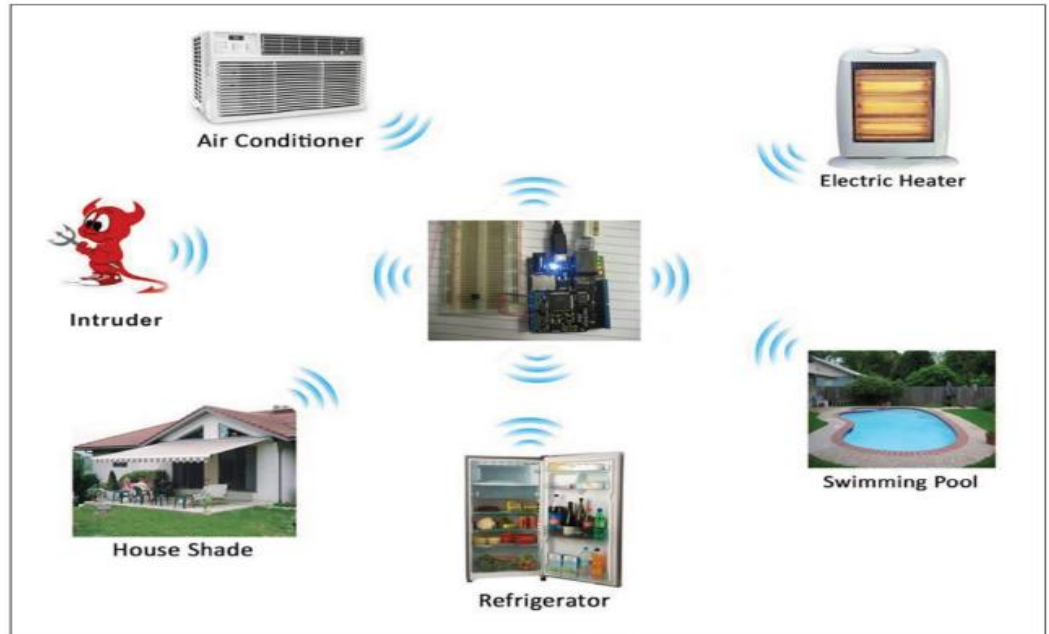 Air Conditioner
Electric Heater
Intruder
Swimming Pool
House Shade
Refrigerator